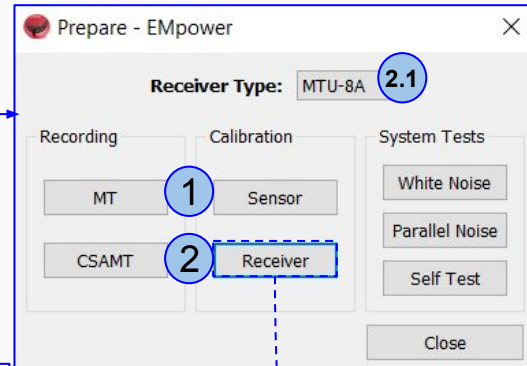 Prepare - EMpower
Receiver Type: MTU-8A 2.1
Recording
MT
CSAMT
Calibration
1 Sensor
2 Receiver
System Tests
White Noise
Parallel Noise
Self Test
Close